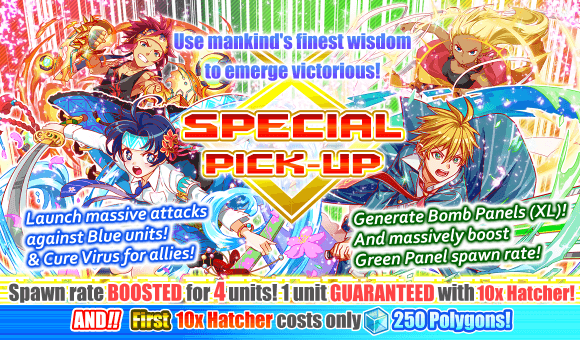 Use mankind's finest wisdom
to emerge victorious!
SPECIAL
PICK-UP
Launch massive attacks
against Blue units!
& Cure Virus for allies!
Generate Bomb Panels (XL)!
And massively boost
Green Panel spawn rate!
Spawn rate BOOSTED for 4 units! 1 unit GUARANTEED with 10x Hatcher!
AND!! First 10x Hatcher costs only 250 Polygons!